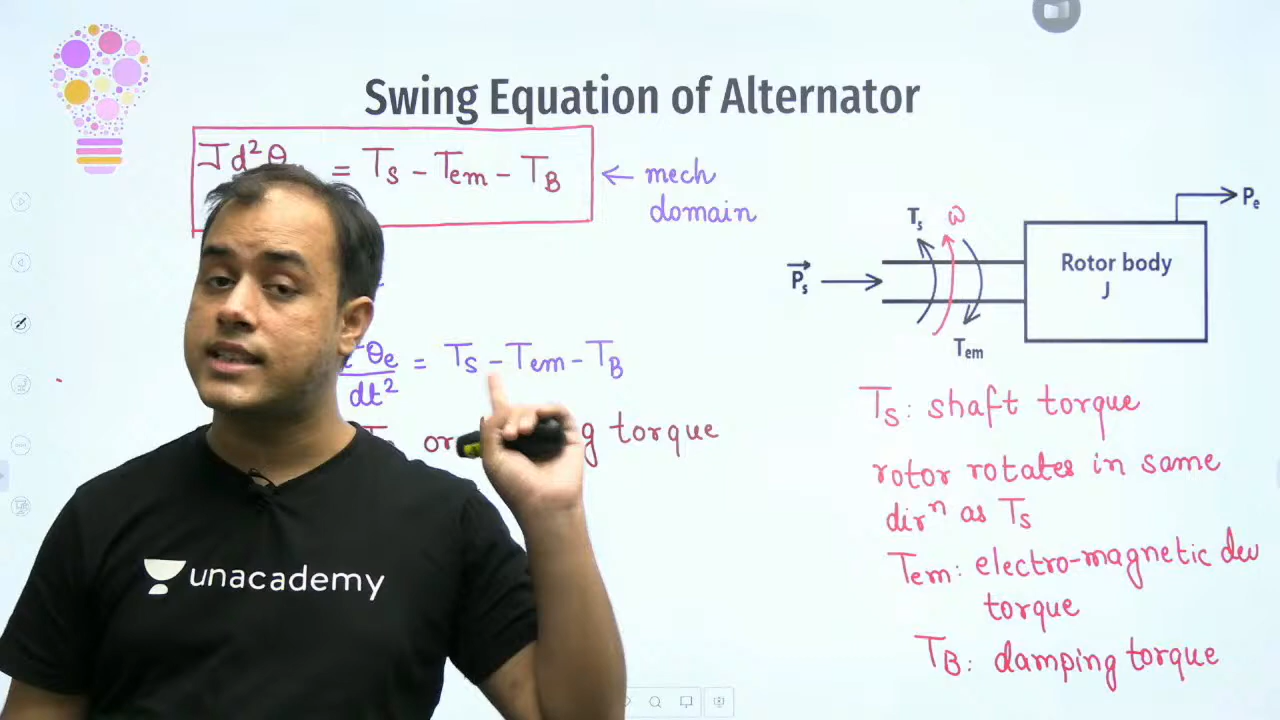 Swing Equation of Alternator
Jd²θ = Ts - Tem - TB ← mech
domain
Ps
Ts ω
Tem
Rotor body
J
Pe
²θe/dt² = Ts - Tem - TB
or g torque
Ts: shaft torque
rotor rotates in same
dirⁿ as Ts
Tem: electro-magnetic dev
torque
TB: damping torque
unacademy